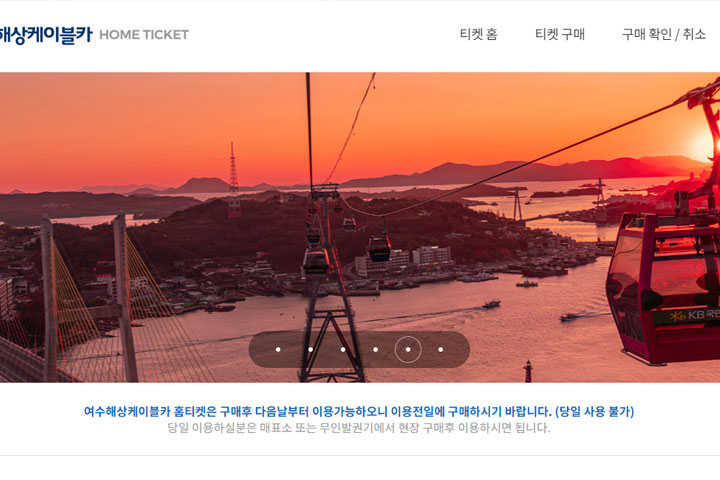 해상케이블카 HOME TICKET
티켓 홈 티켓 구매 구매 확인 / 취소
KB 국민
여수해상케이블카 홈티켓은 구매후 다음날부터 이용가능하오니 이용전일에 구매하시기 바랍니다. (당일 사용 불가)
당일 이용하실분은 매표소 또는 무인발권기에서 현장 구매후 이용하시면 됩니다.